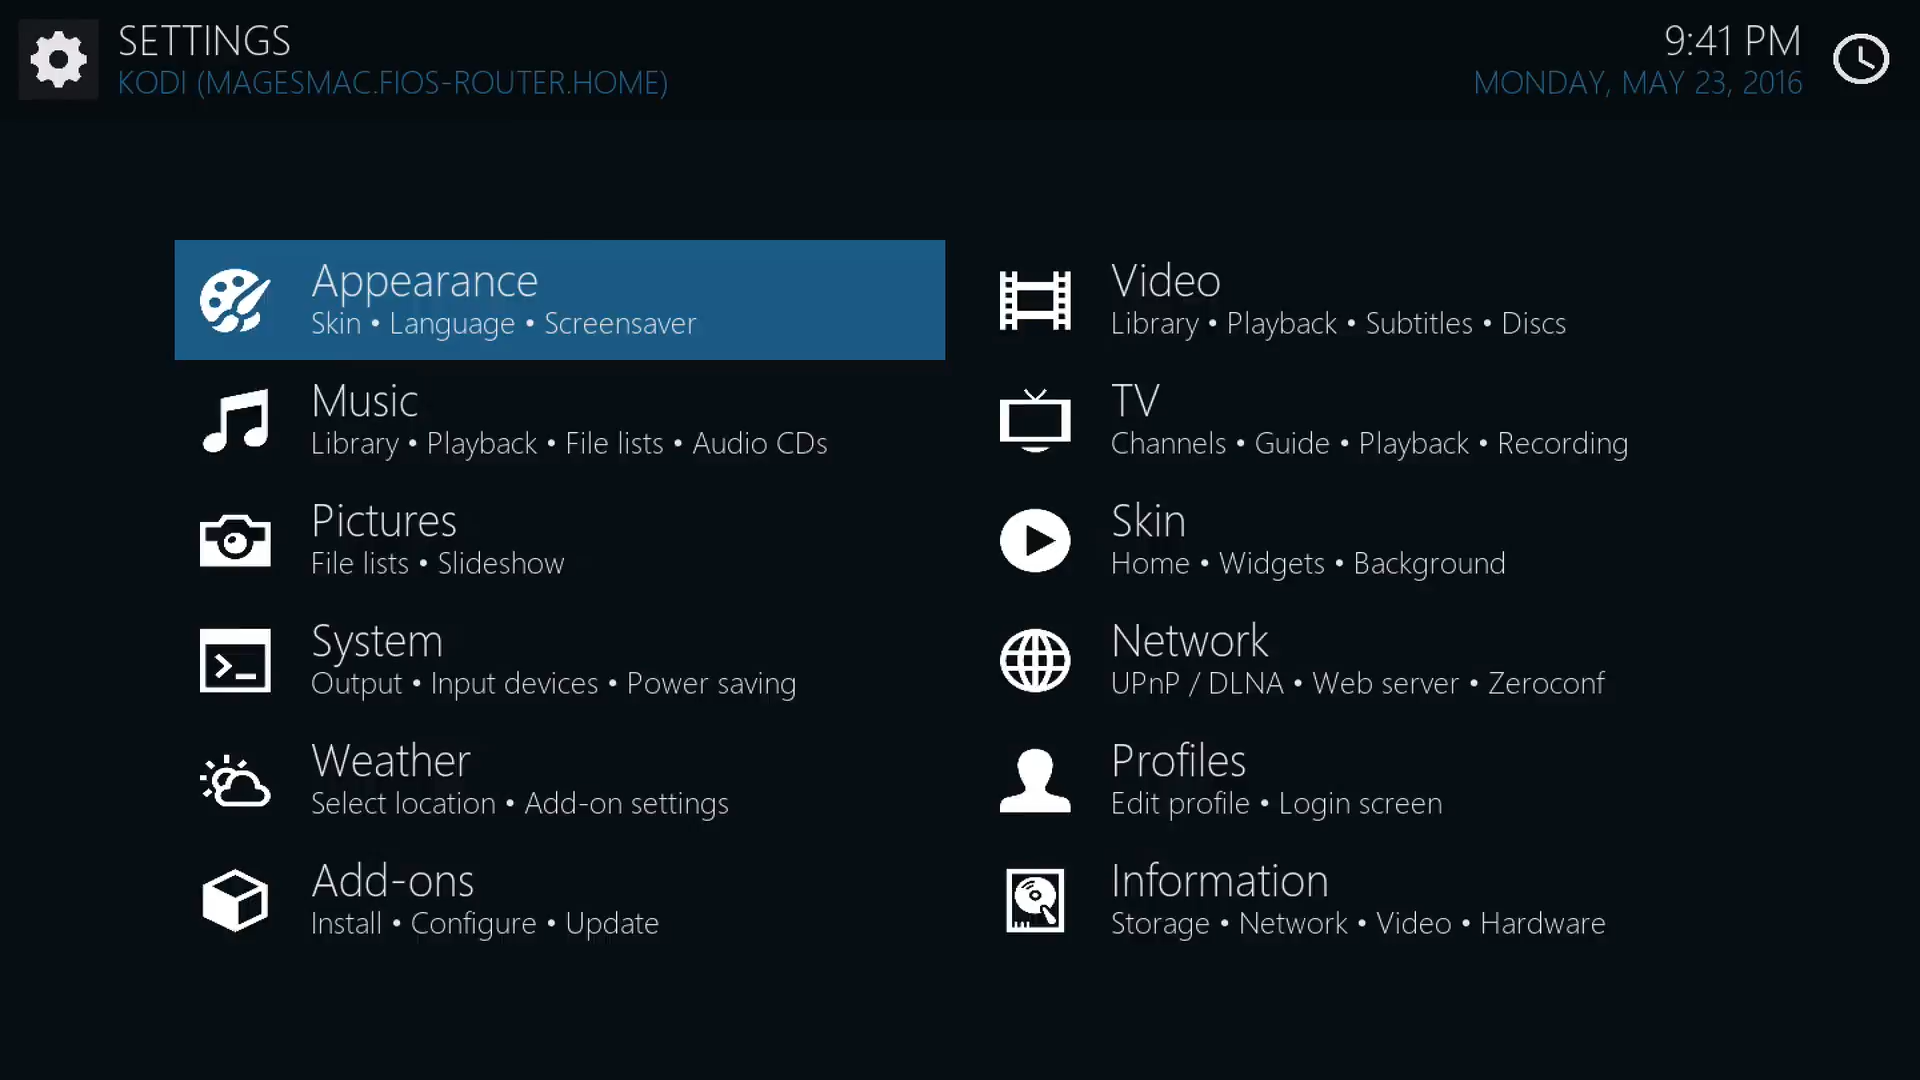 SETTINGS
KODI (MAGESMAC.FIOS-ROUTER.HOME)
9:41 PM
MONDAY, MAY 23, 2016
Appearance
Skin • Language • Screensaver
Video
Library • Playback • Subtitles • Discs
Music
Library • Playback • File lists • Audio CDs
TV
Channels • Guide • Playback • Recording
Pictures
File lists • Slideshow
Skin
Home • Widgets • Background
System
Output • Input devices • Power saving
Network
UPnP / DLNA • Web server • Zeroconf
Weather
Select location • Add-on settings
Profiles
Edit profile • Login screen
Add-ons
Install • Configure • Update
Information
Storage • Network • Video • Hardware